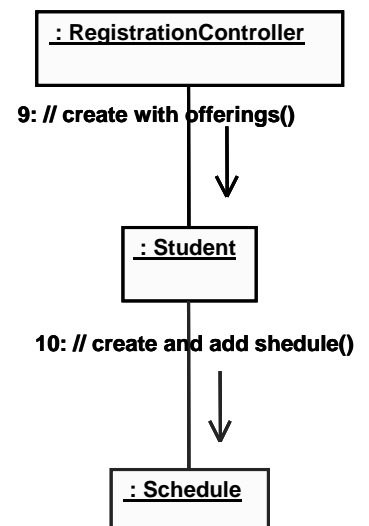 : RegistrationController
9: // create with offerings()
: Student
10: // create and add shedule()
: Schedule